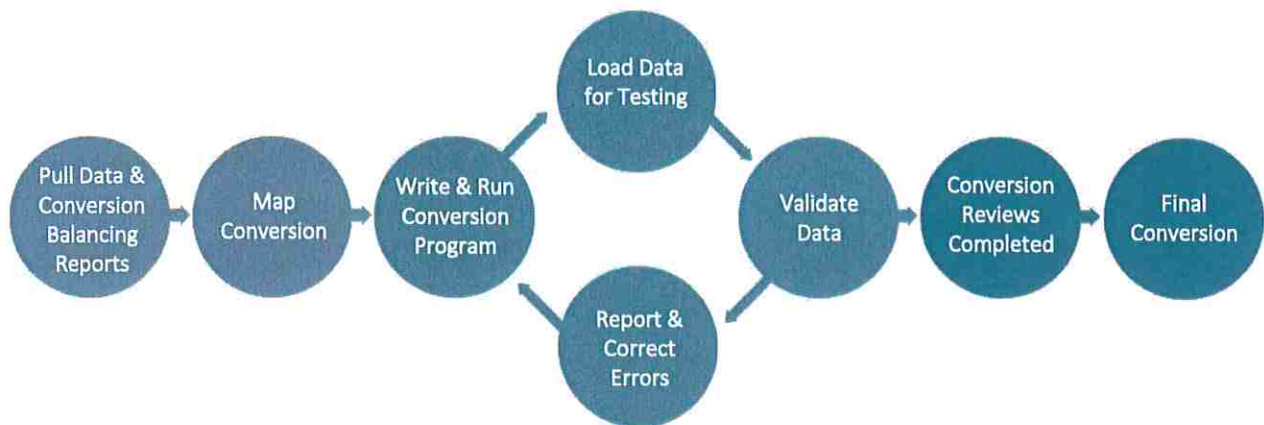 Pull Data &
Conversion
Balancing
Reports
Map
Conversion
Write & Run
Conversion
Program
Load Data
for Testing
Validate
Data
Report &
Correct
Errors
Conversion
Reviews
Completed
Final
Conversion